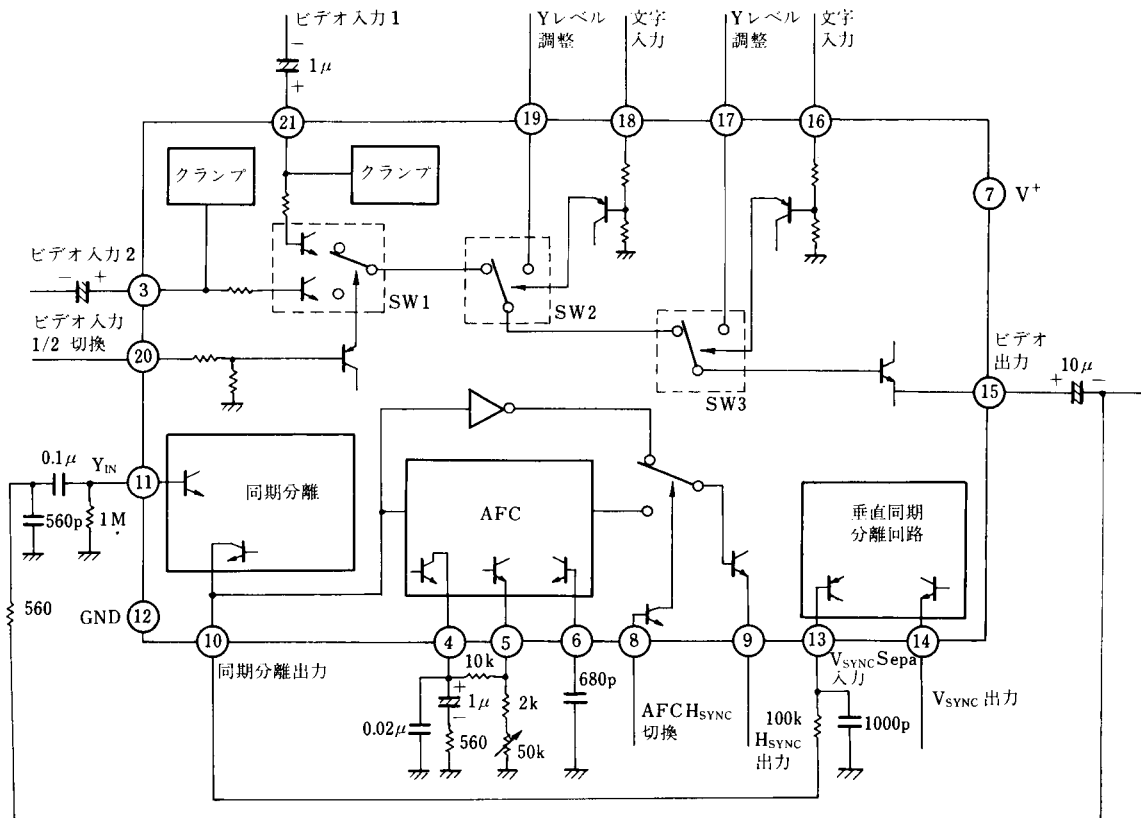 ビデオ入力1
Yレベル
調整
文字
入力
Yレベル
調整
文字
入力
−
1μ
+
21
19
18
17
16
クランプ
クランプ
7
V+
ビデオ入力2
− +
3
SW1
SW2
SW3
ビデオ入力
1/2 切換
20
ビデオ
出力
15
+ 10μ −
0.1μ
YIN
11
560p
1M
同期分離
AFC
垂直同期
分離回路
560
GND
12
10
4
5
6
8
9
13
14
同期分離出力
10k
+
1μ
−
2k
680p
0.02μ
560
50k
AFC HSYNC
切換
HSYNC
出力
VSYNC Sepa
入力
100k
1000p
VSYNC 出力